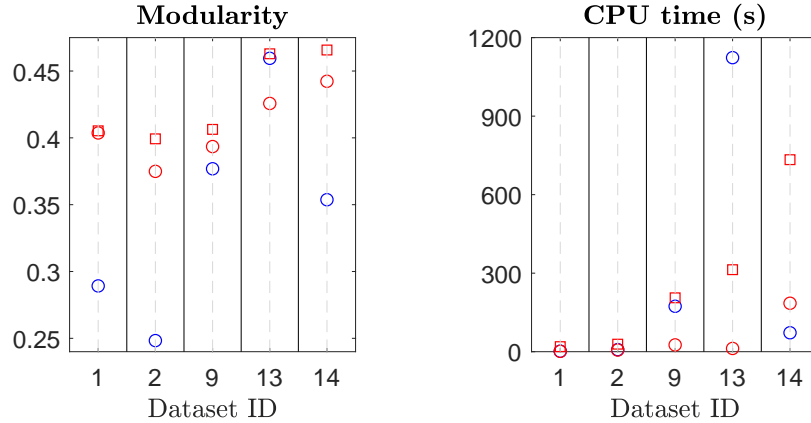 Modularity
0.45
0.4
0.35
0.3
0.25
1 2 9 13 14
Dataset ID
CPU time (s)
1200
900
600
300
0
1 2 9 13 14
Dataset ID